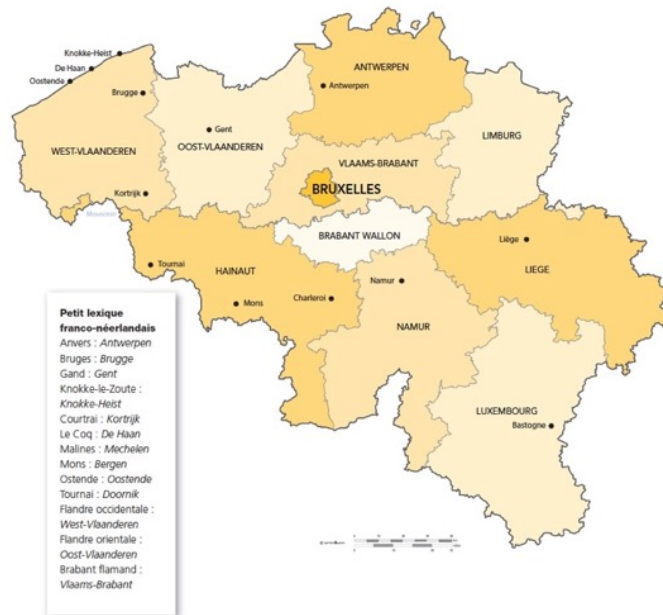 Knokke-Heist
De Haan
Oostende
Brugge
ANTWERPEN
Antwerpen
Gent
WEST-VLAANDEREN
OOST-VLAANDEREN
LIMBURG
VLAAMS-BRABANT
BRUXELLES
Kortrijk
Mouscron
BRABANT WALLON
Tournai
HAINAUT
Mons
Charleroi
Namur
NAMUR
Liège
LIEGE
LUXEMBOURG
Bastogne
Petit lexique
franco-néerlandais
Anvers : Antwerpen
Bruges : Brugge
Gand : Gent
Knokke-le-Zoute :
Knokke-Heist
Courtrai : Kortrijk
Le Coq : De Haan
Malines : Mechelen
Mons : Bergen
Ostende : Oostende
Tournai : Doornik
Flandre occidentale :
West-Vlaanderen
Flandre orientale :
Oost-Vlaanderen
Brabant flamand :
Vlaams-Brabant